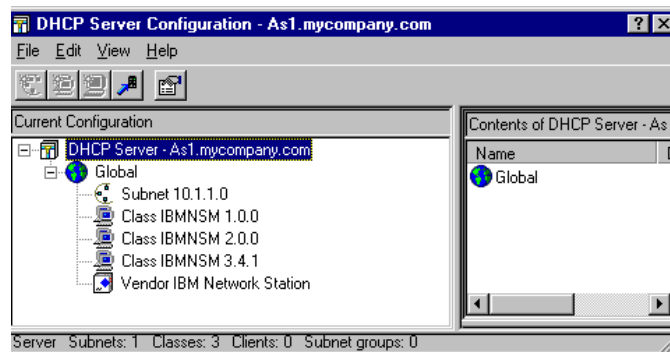 DHCP Server Configuration - As1.mycompany.com
File Edit View Help
Current Configuration
DHCP Server - As1.mycompany.com
Global
Subnet 10.1.1.0
Class IBMNSM 1.0.0
Class IBMNSM 2.0.0
Class IBMNSM 3.4.1
Vendor IBM Network Station
Contents of DHCP Server - As
Name
Global
Server Subnets: 1 Classes: 3 Clients: 0 Subnet groups: 0